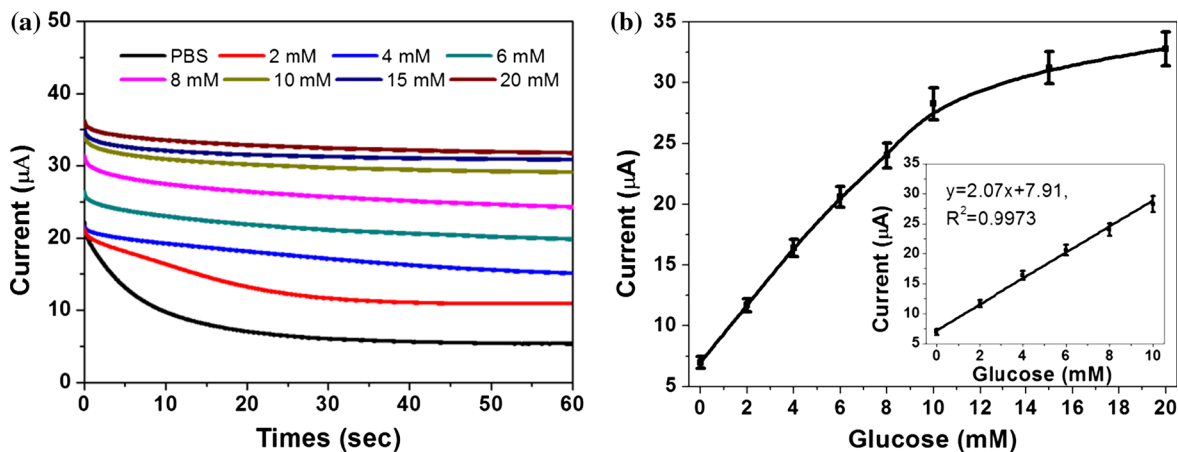 (a)
50
40
30
20
10
0
Current (μA)
PBS 2 mM 4 mM 6 mM
8 mM 10 mM 15 mM 20 mM
0 10 20 30 40 50 60
Times (sec)
(b)
35
30
25
20
15
10
5
Current (μA)
0 2 4 6 8 10 12 14 16 18 20
Glucose (mM)
35
30
25
20
15
10
5
Current (μA)
y=2.07x+7.91,
R²=0.9973
0 2 4 6 8 10
Glucose (mM)